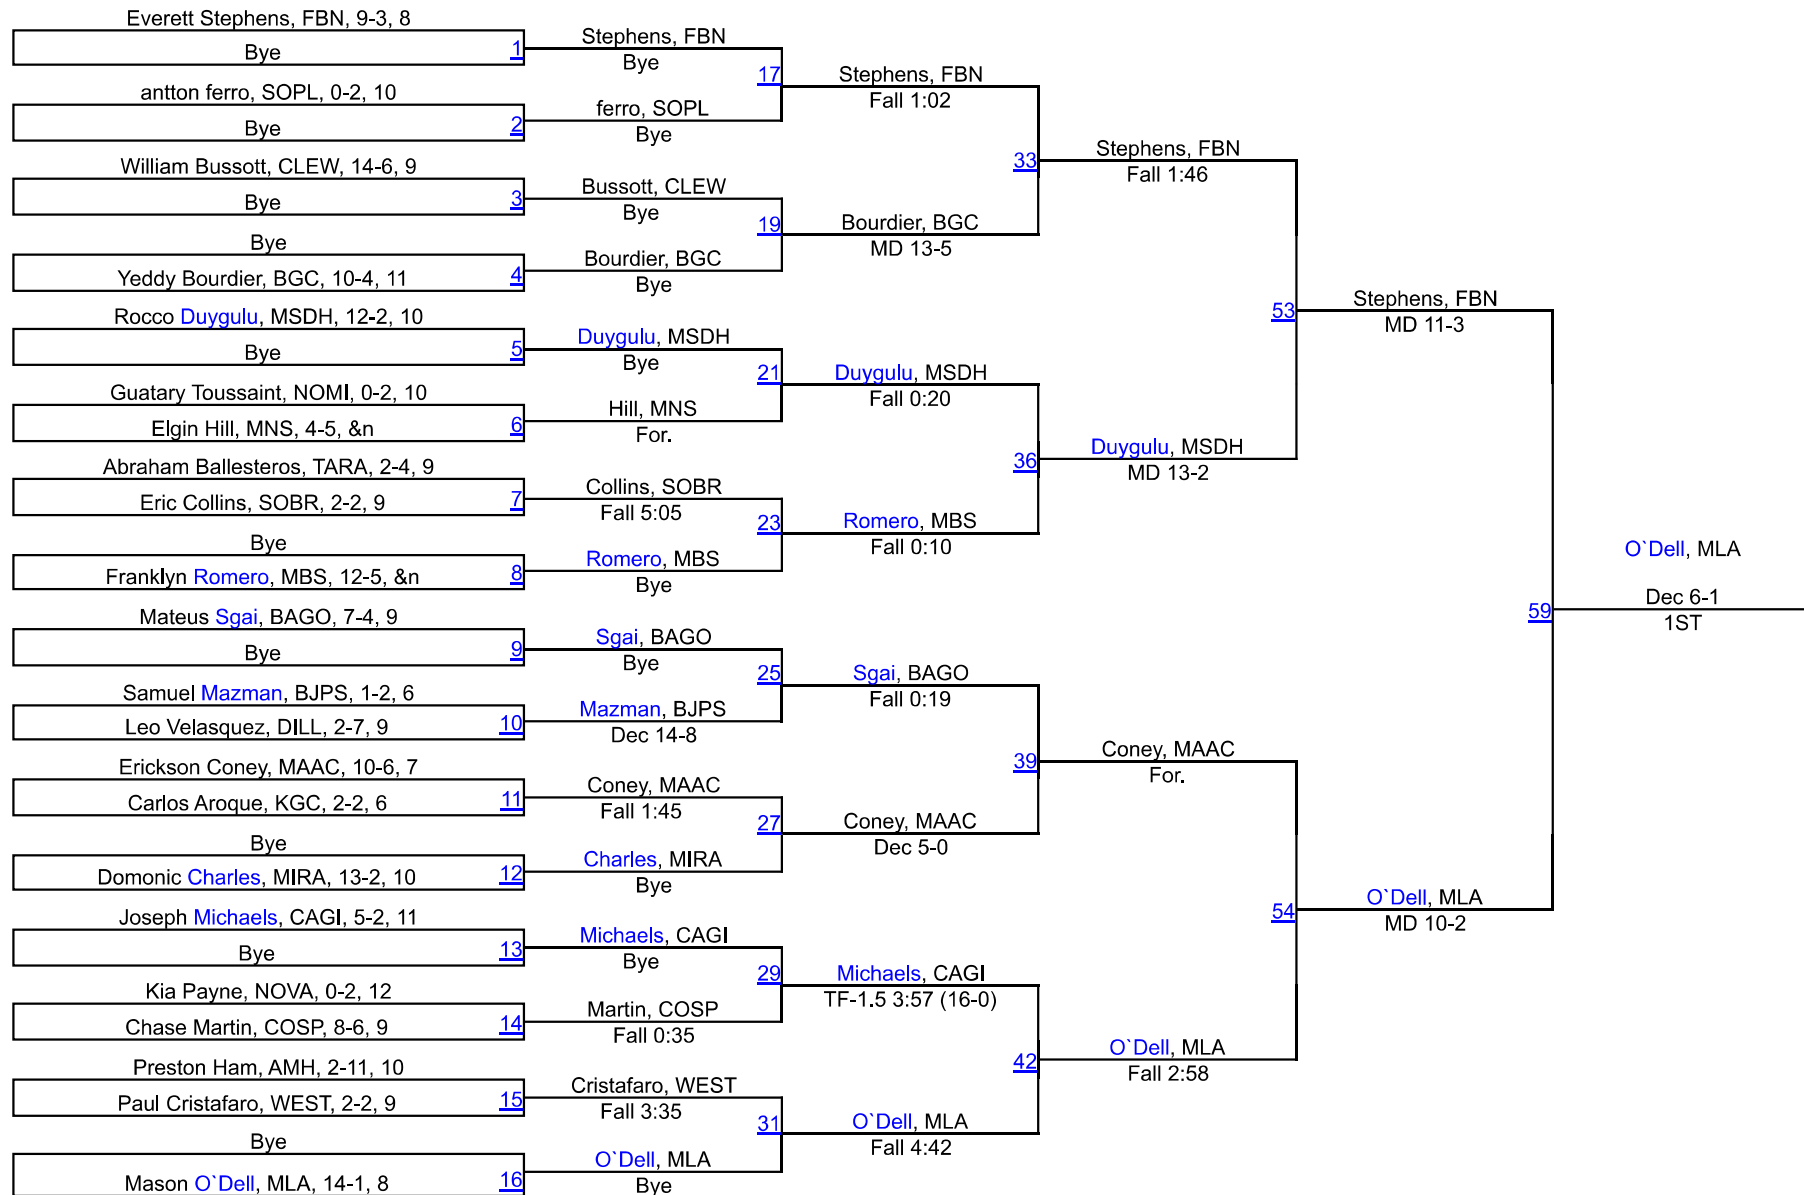 Everett Stephens, FBN, 9-3, 8
Bye
1
antton ferro, SOPL, 0-2, 10
Bye
2
William Bussott, CLEW, 14-6, 9
Bye
3
Bye
Yeddy Bourdier, BGC, 10-4, 11
4
Rocco Duygulu, MSDH, 12-2, 10
Bye
5
Guatary Toussaint, NOMI, 0-2, 10
Elgin Hill, MNS, 4-5, &n
6
Abraham Ballesteros, TARA, 2-4, 9
Eric Collins, SOBR, 2-2, 9
7
Bye
Franklyn Romero, MBS, 12-5, &n
8
Mateus Sgai, BAGO, 7-4, 9
Bye
9
Samuel Mazman, BJPS, 1-2, 6
Leo Velasquez, DILL, 2-7, 9
10
Erickson Coney, MAAC, 10-6, 7
Carlos Aroque, KGC, 2-2, 6
11
Bye
Domonic Charles, MIRA, 13-2, 10
12
Joseph Michaels, CAGI, 5-2, 11
Bye
13
Kia Payne, NOVA, 0-2, 12
Chase Martin, COSP, 8-6, 9
14
Preston Ham, AMH, 2-11, 10
Paul Cristafaro, WEST, 2-2, 9
15
Bye
Mason O`Dell, MLA, 14-1, 8
16
Stephens, FBN
Bye
17
ferro, SOPL
Bye
Bussott, CLEW
Bye
19
Bourdier, BGC
Bye
Duygulu, MSDH
Bye
21
Hill, MNS
For.
Collins, SOBR
Fall 5:05
23
Romero, MBS
Bye
Sgai, BAGO
Bye
25
Mazman, BJPS
Dec 14-8
Coney, MAAC
Fall 1:45
27
Charles, MIRA
Bye
Michaels, CAGI
Bye
29
Martin, COSP
Fall 0:35
Cristafaro, WEST
Fall 3:35
31
O`Dell, MLA
Bye
Stephens, FBN
Fall 1:02
33
Bourdier, BGC
MD 13-5
Duygulu, MSDH
Fall 0:20
36
Romero, MBS
Fall 0:10
Sgai, BAGO
Fall 0:19
39
Coney, MAAC
Dec 5-0
Michaels, CAGI
TF-1.5 3:57 (16-0)
42
O`Dell, MLA
Fall 4:42
Stephens, FBN
Fall 1:46
53
Duygulu, MSDH
MD 13-2
Coney, MAAC
For.
54
O`Dell, MLA
Fall 2:58
Stephens, FBN
MD 11-3
59
O`Dell, MLA
MD 10-2
O`Dell, MLA
Dec 6-1
1ST